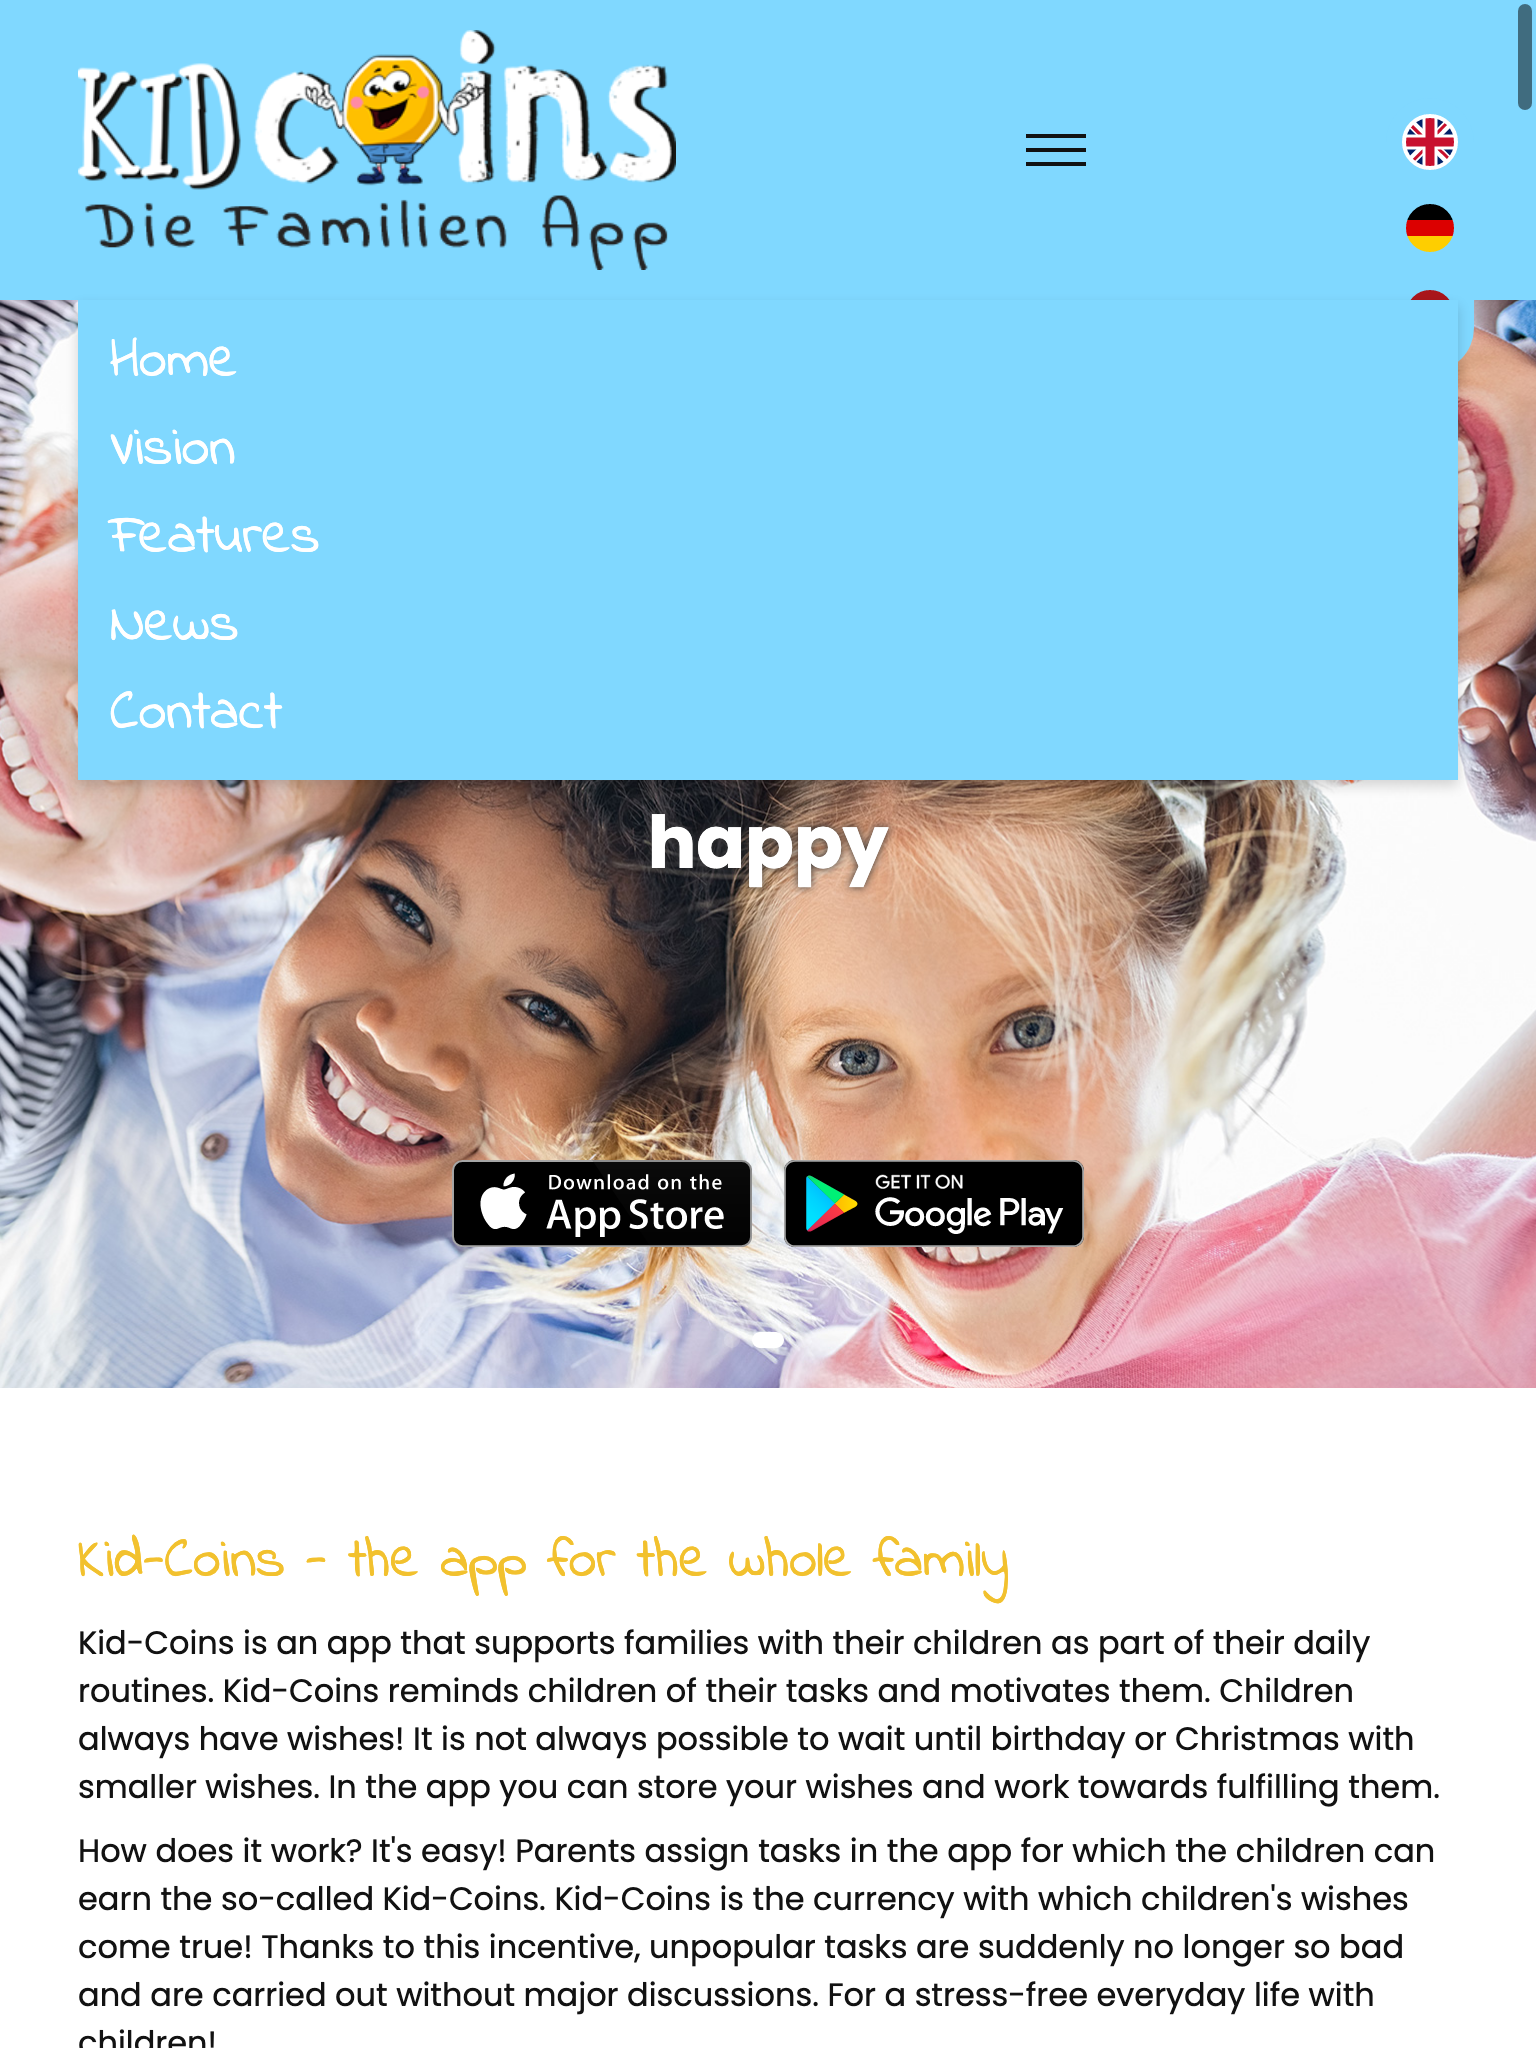 KID coins
Die Familien App
Home
Vision
Features
News
Contact
happy
Download on the
App Store
GET IT ON
Google Play
Kid-Coins - the app for the whole family
Kid-Coins is an app that supports families with their children as part of their daily
routines. Kid-Coins reminds children of their tasks and motivates them. Children
always have wishes! It is not always possible to wait until birthday or Christmas with
smaller wishes. In the app you can store your wishes and work towards fulfilling them.
How does it work? It's easy! Parents assign tasks in the app for which the children can
earn the so-called Kid-Coins. Kid-Coins is the currency with which children's wishes
come true! Thanks to this incentive, unpopular tasks are suddenly no longer so bad
and are carried out without major discussions. For a stress-free everyday life with
children!